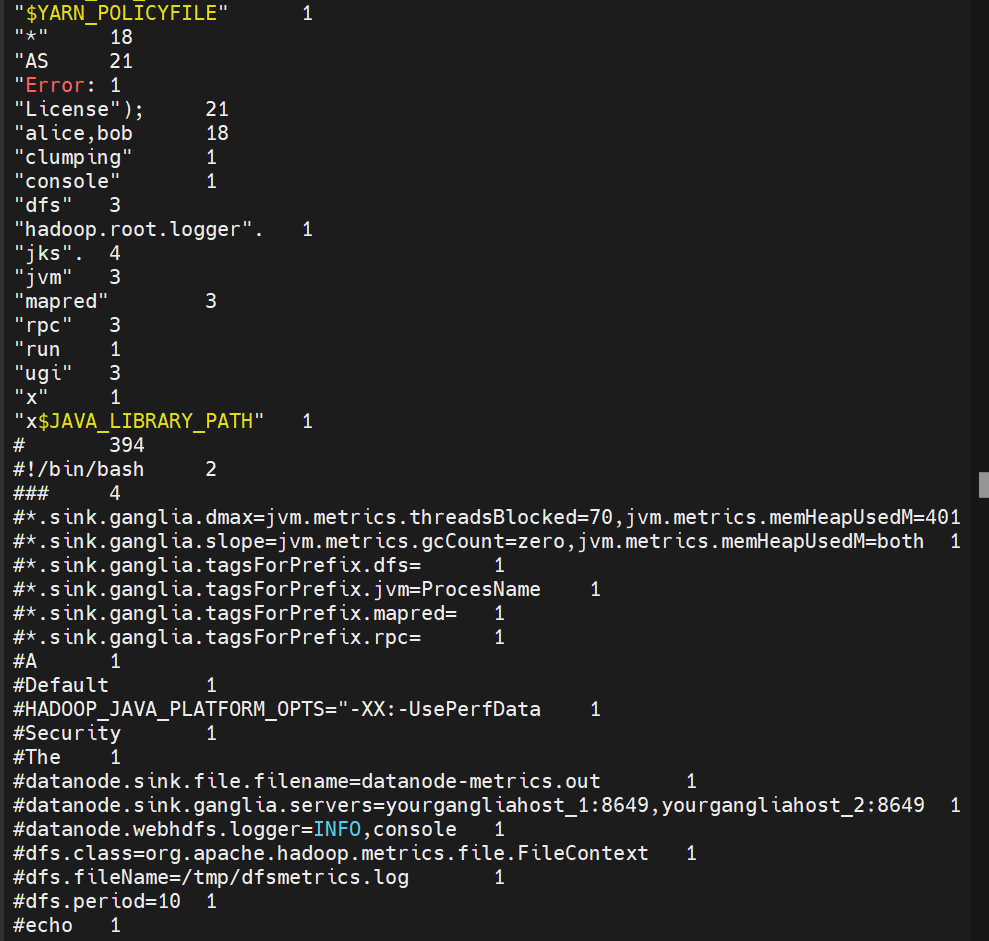 "$YARN_POLICYFILE"	1
"*"	18
"AS	21
"Error:	1
"License");	21
"alice,bob	18
"clumping"	1
"console"	1
"dfs"	3
"hadoop.root.logger".	1
"jks".	4
"jvm"	3
"mapred"	3
"rpc"	3
"run	1
"ugi"	3
"x"	1
"x$JAVA_LIBRARY_PATH"	1
#	394
#!/bin/bash	2
###	4
#*.sink.ganglia.dmax=jvm.metrics.threadsBlocked=70,jvm.metrics.memHeapUsedM=401
#*.sink.ganglia.slope=jvm.metrics.gcCount=zero,jvm.metrics.memHeapUsedM=both	1
#*.sink.ganglia.tagsForPrefix.dfs=	1
#*.sink.ganglia.tagsForPrefix.jvm=ProcesName	1
#*.sink.ganglia.tagsForPrefix.mapred=	1
#*.sink.ganglia.tagsForPrefix.rpc=	1
#A	1
#Default	1
#HADOOP_JAVA_PLATFORM_OPTS="-XX:-UsePerfData	1
#Security	1
#The	1
#datanode.sink.file.filename=datanode-metrics.out	1
#datanode.sink.ganglia.servers=yourgangliahost_1:8649,yourgangliahost_2:8649	1
#datanode.webhdfs.logger=INFO,console	1
#dfs.class=org.apache.hadoop.metrics.file.FileContext	1
#dfs.fileName=/tmp/dfsmetrics.log	1
#dfs.period=10	1
#echo	1